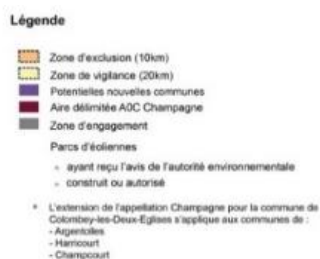 Légende
Zone d'exclusion (10km)
Zone de vigilance (20km)
Potentielles nouvelles communes
Aire délimitée A0C Champagne
Zone d'engagement
Parcs d'éoliennes
ayant reçu l'avis de l'autorité environnementale
construit ou autorisé
* L'extension de l'appellation Champagne pour la commune de
Colombey-les-Deux-Eglises s'applique aux communes de :
- Argentolles
- Harricourt
- Champcourt